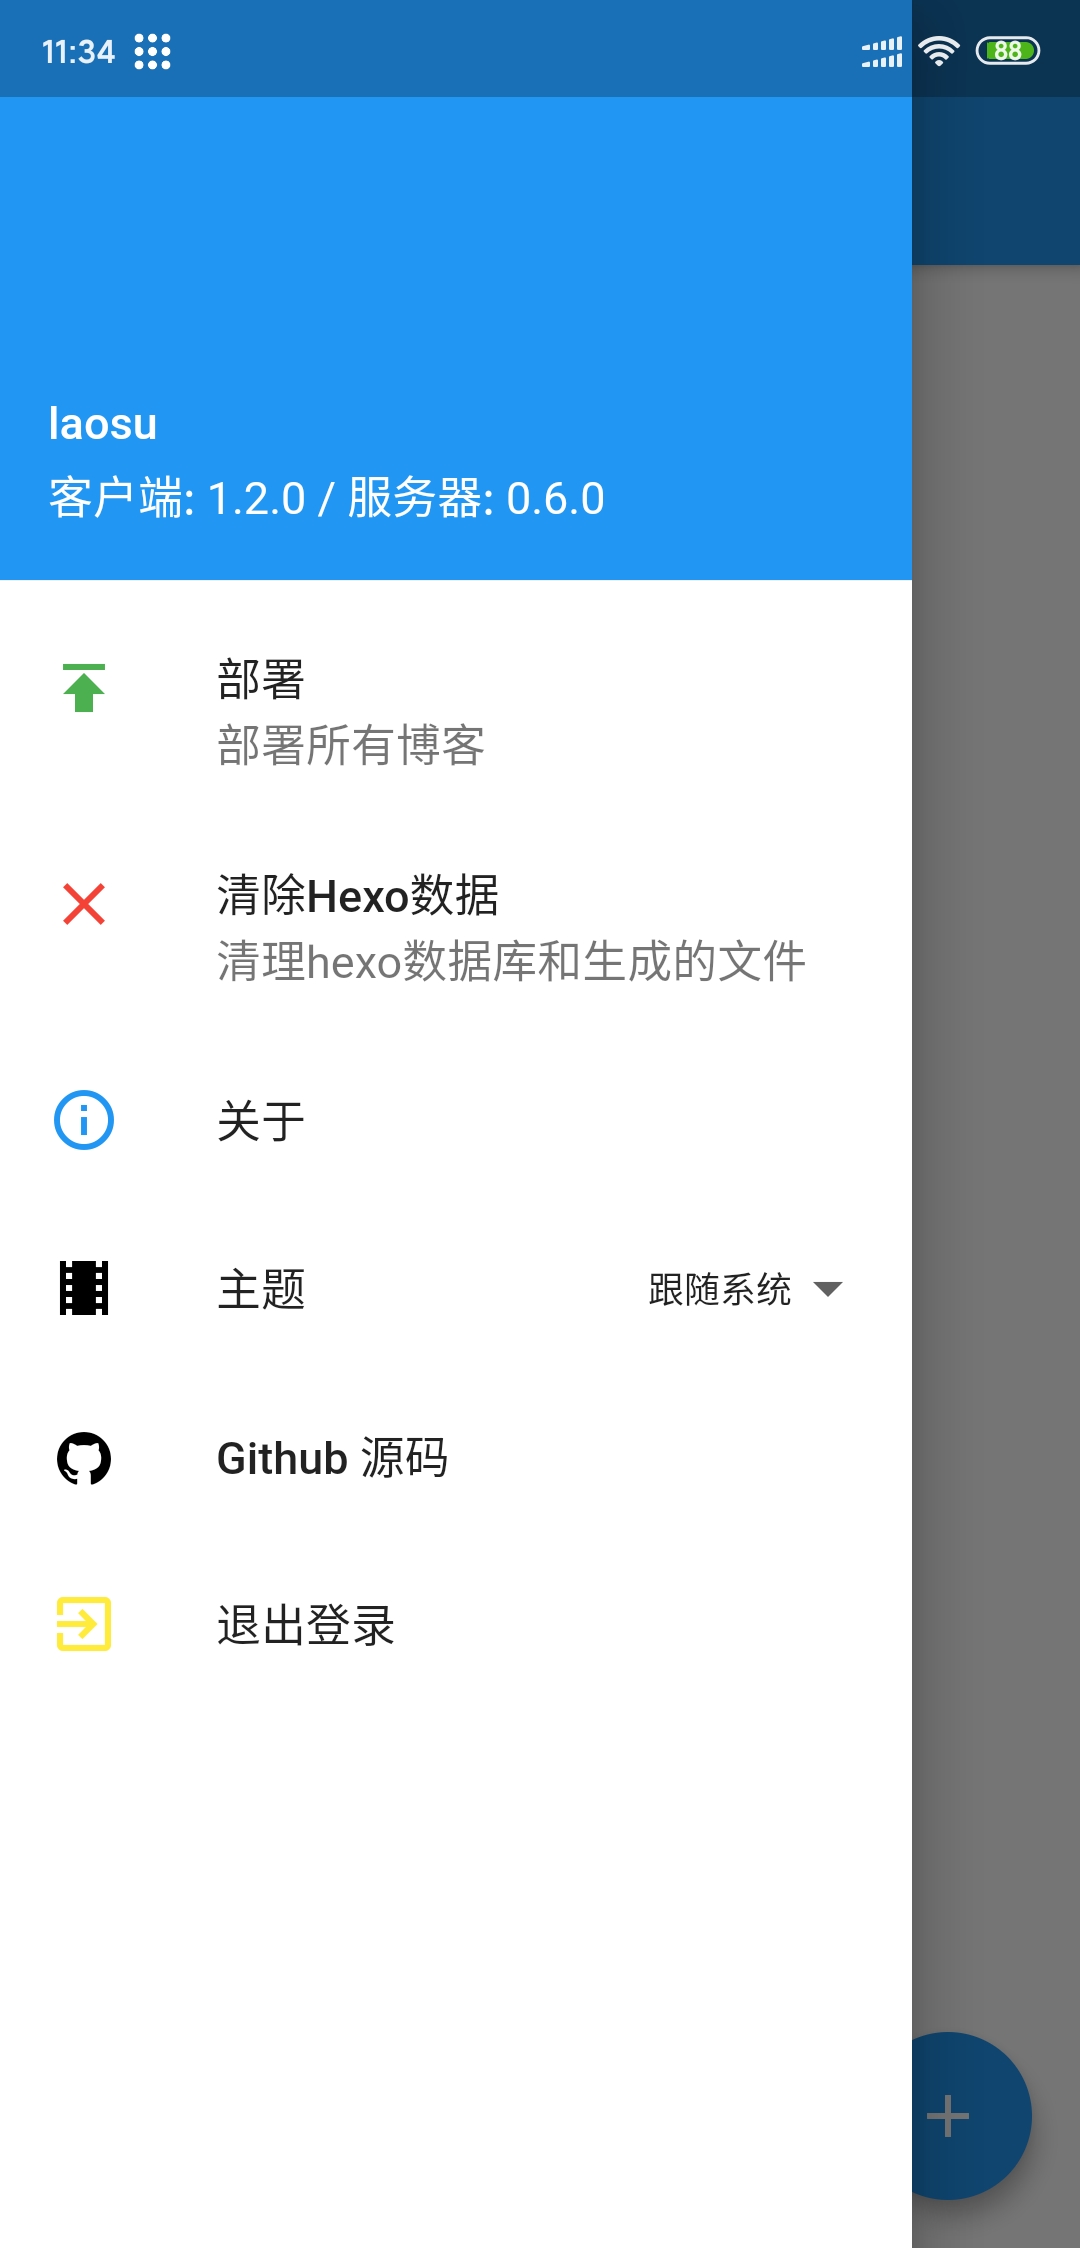 11:34
88
laosu
客户端: 1.2.0 / 服务器: 0.6.0
部署
部署所有博客
清除Hexo数据
清理hexo数据库和生成的文件
关于
主题
跟随系统
Github 源码
退出登录